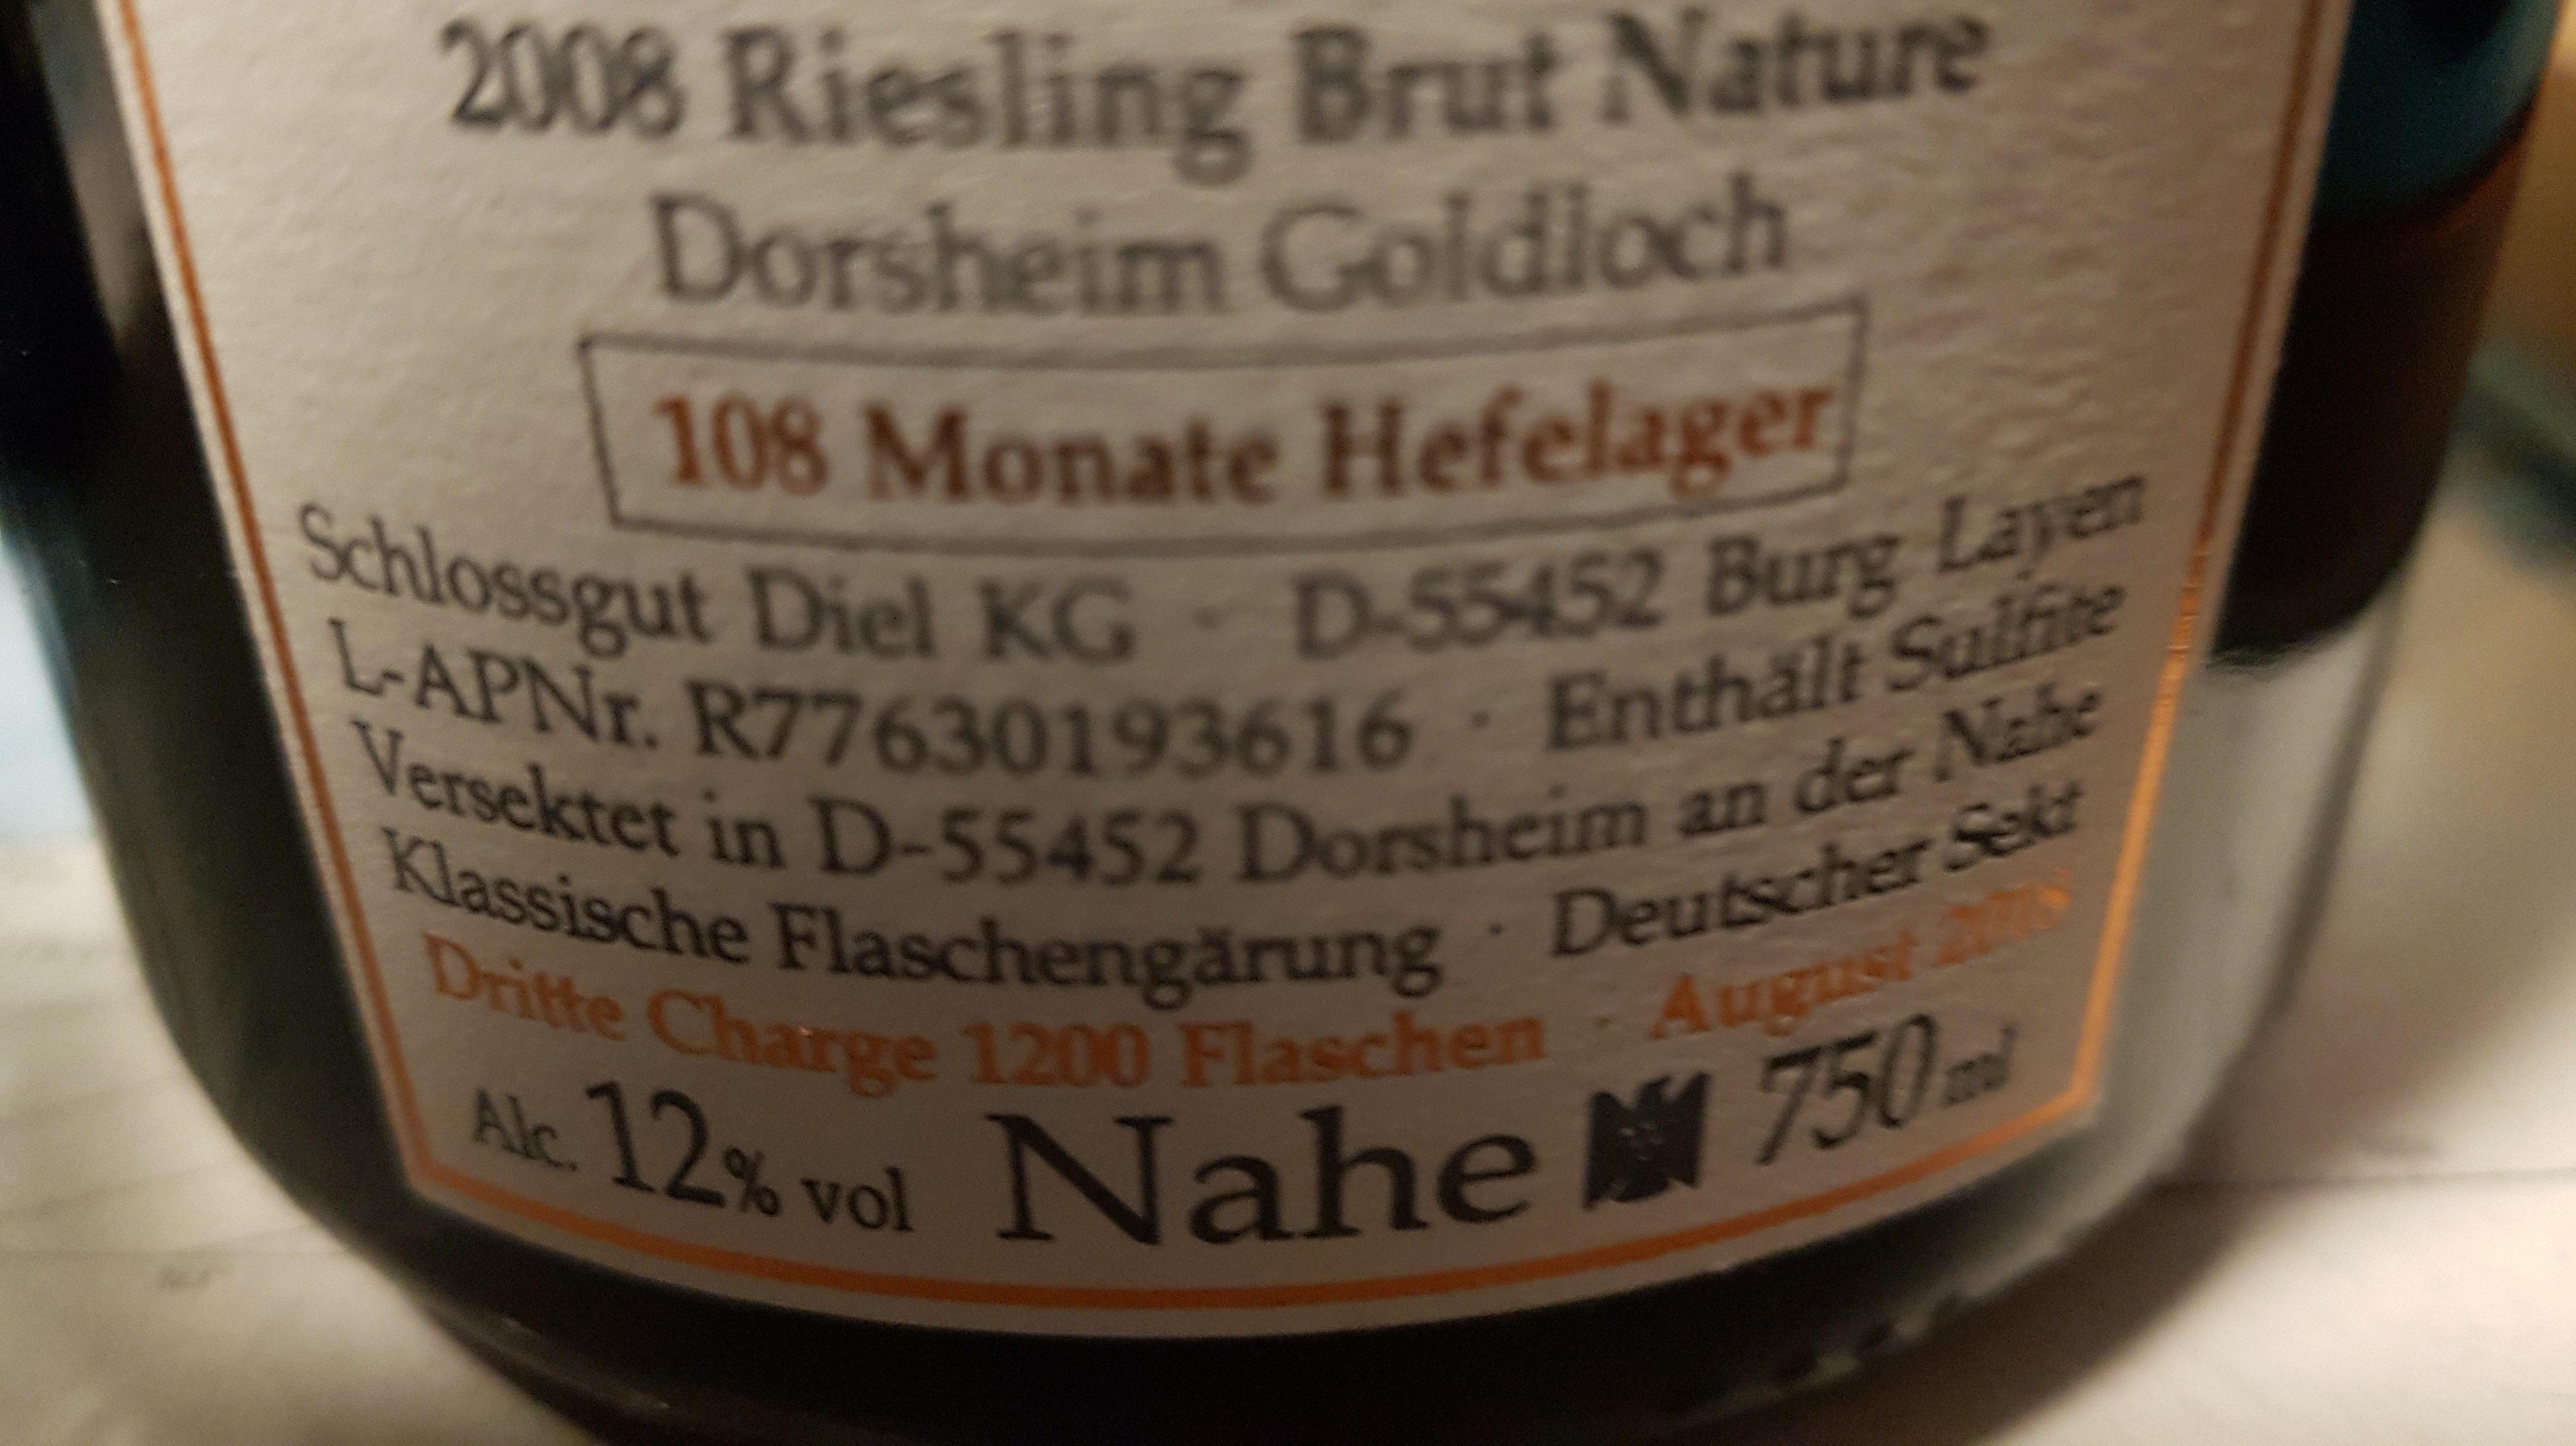 2008 Riesling Brut Nature
Dorsheim Goldloch
108 Monate Hefelager
Schlossgut Diel KG · D-55452 Burg Layen
L-APNr. R77630193616 · Enthält Sulfite
Versektet in D-55452 Dorsheim an der Nahe
Klassische Flaschengärung · Deutscher Sekt
Dritte Charge 1200 Flaschen · August 2018
Alc. 12% vol Nahe 750 ml